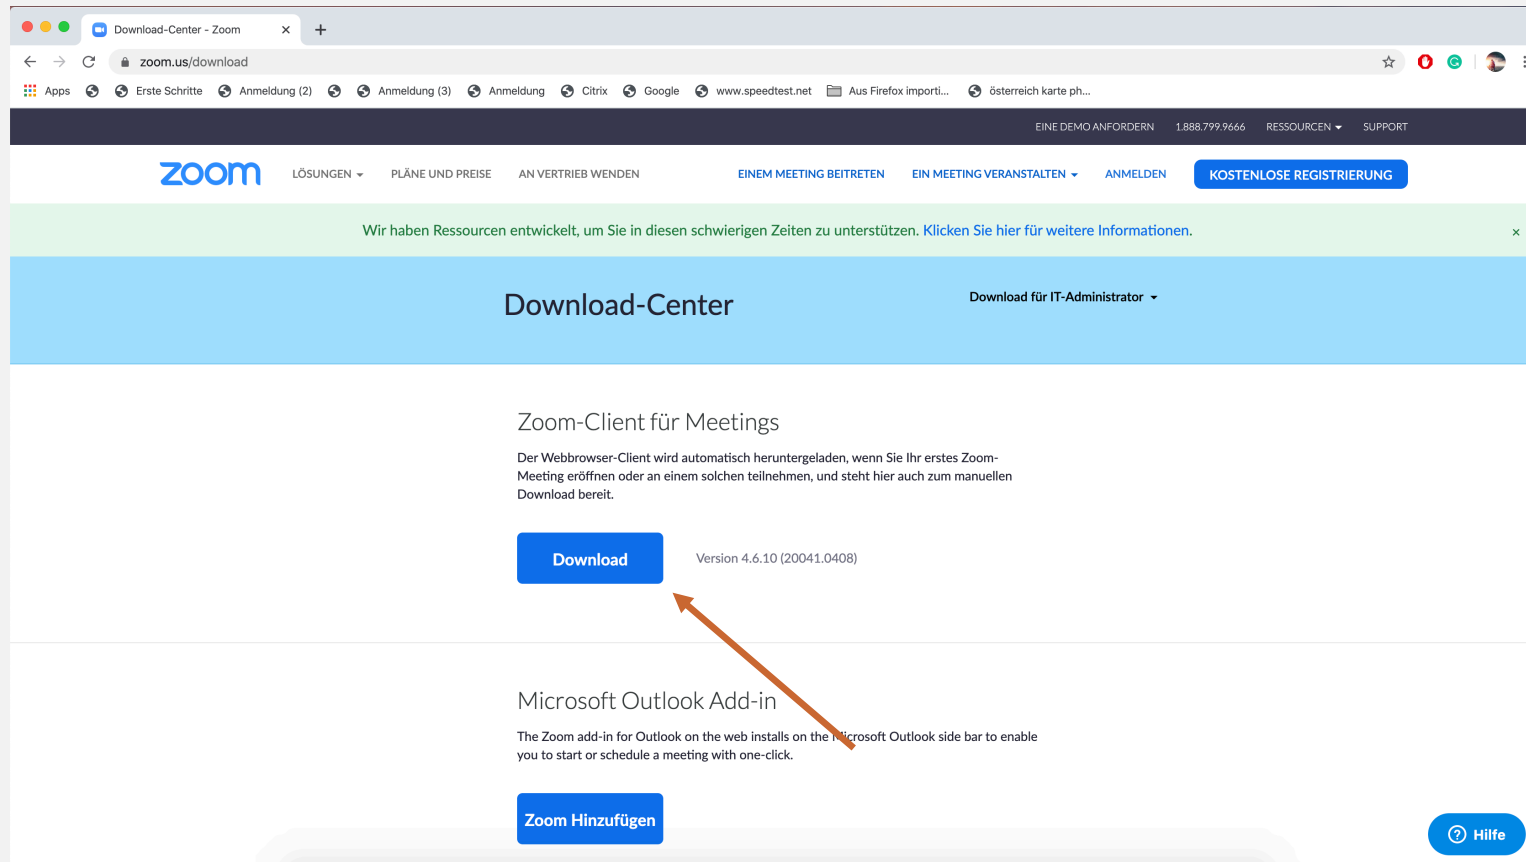 Download-Center - Zoom
zoom.us/download
Apps Erste Schritte Anmeldung (2) Anmeldung (3) Anmeldung Citrix Google www.speedtest.net Aus Firefox importi... österreich karte ph...
EINE DEMO ANFORDERN 1.888.799.9666 RESSOURCEN SUPPORT
zoom LÖSUNGEN PLÄNE UND PREISE AN VERTRIEB WENDEN EINEM MEETING BEITRETEN EIN MEETING VERANSTALTEN ANMELDEN KOSTENLOSE REGISTRIERUNG
Wir haben Ressourcen entwickelt, um Sie in diesen schwierigen Zeiten zu unterstützen. Klicken Sie hier für weitere Informationen.
Download-Center Download für IT-Administrator
Zoom-Client für Meetings
Der Webbrowser-Client wird automatisch heruntergeladen, wenn Sie Ihr erstes Zoom-
Meeting eröffnen oder an einem solchen teilnehmen, und steht hier auch zum manuellen
Download bereit.
Download Version 4.6.10 (20041.0408)
Microsoft Outlook Add-in
The Zoom add-in for Outlook on the web installs on the Microsoft Outlook side bar to enable
you to start or schedule a meeting with one-click.
Zoom Hinzufügen
Hilfe